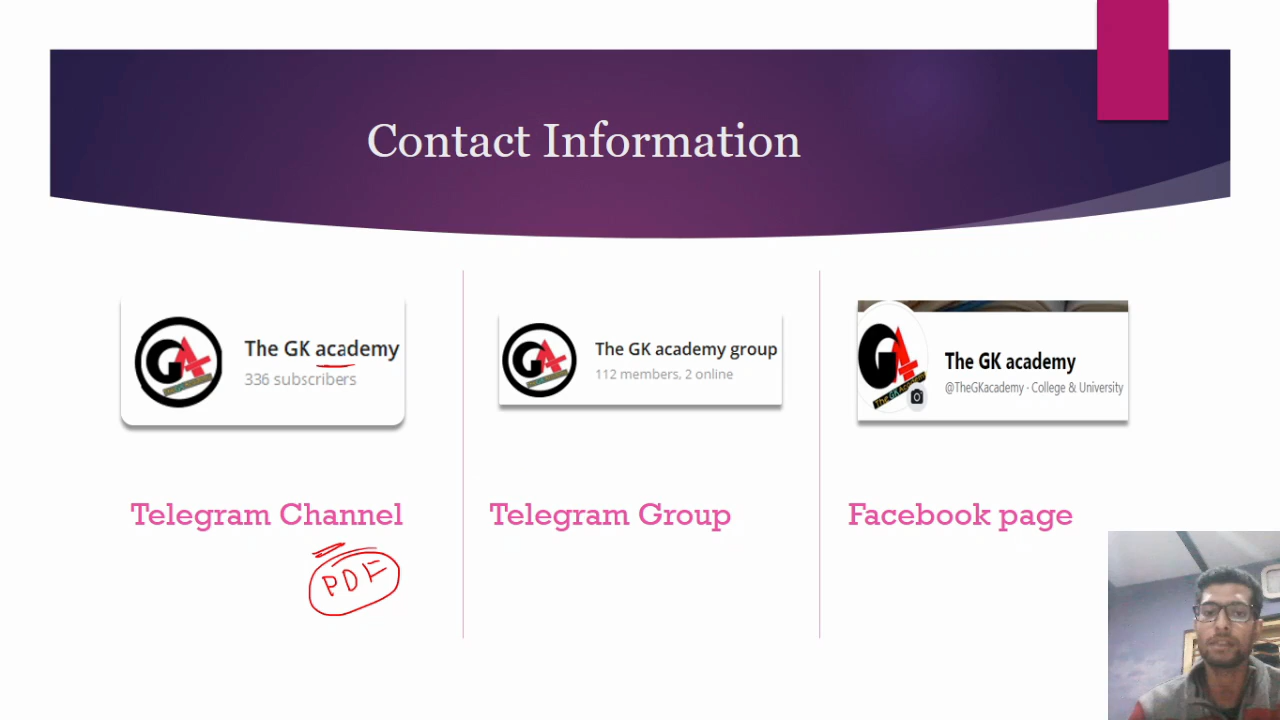 Contact Information
The GK academy
336 subscribers
The GK academy group
112 members, 2 online
The GK academy
@TheGKacademy · College & University
Telegram Channel
Telegram Group
Facebook page
PDF